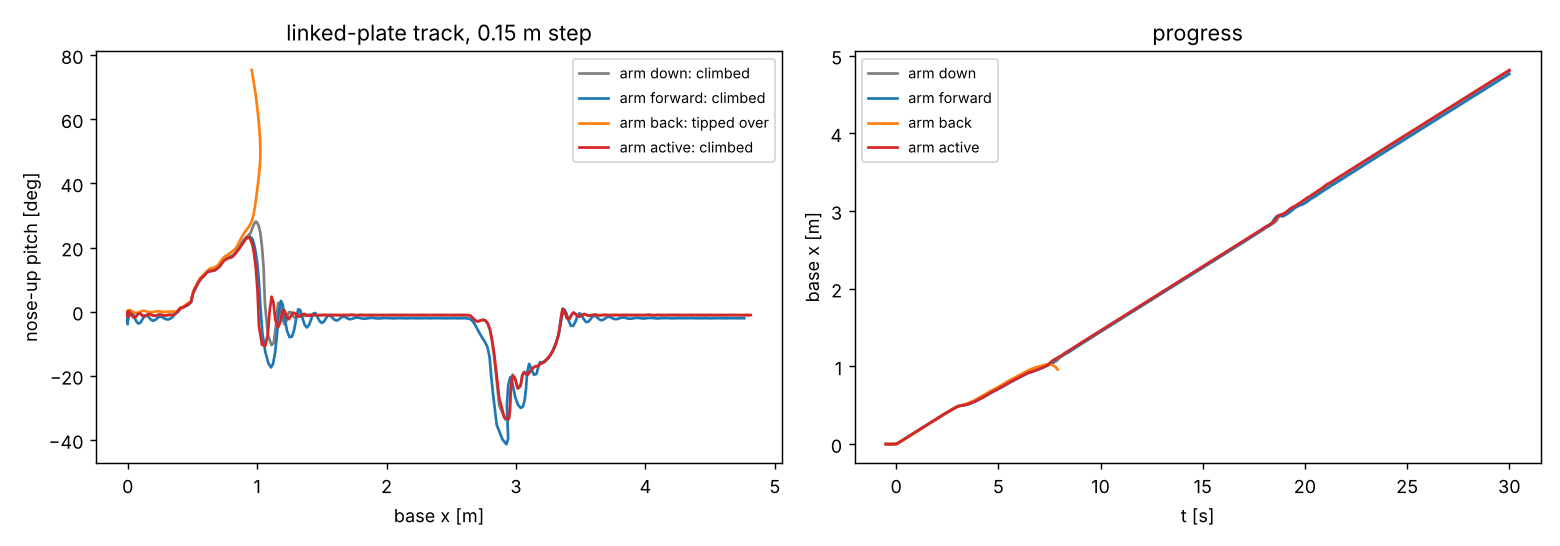 linked-plate track, 0.15 m step
80
60
40
20
0
−20
−40
nose-up pitch [deg]
arm down: climbed
arm forward: climbed
arm back: tipped over
arm active: climbed
0
1
2
3
4
5
base x [m]
progress
5
4
3
2
1
0
base x [m]
arm down
arm forward
arm back
arm active
0
5
10
15
20
25
30
t [s]